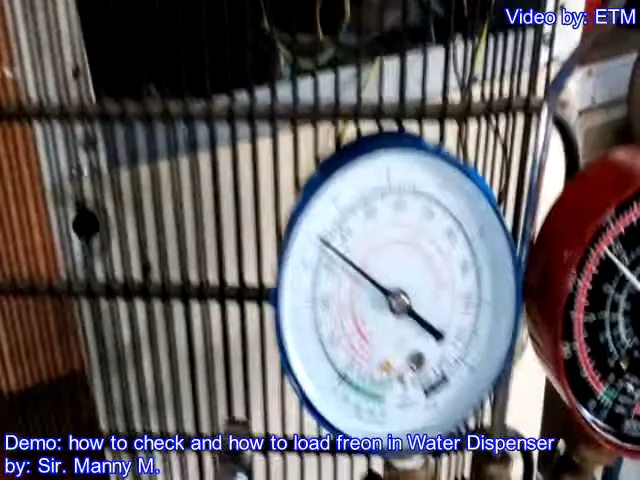 Video by: ETM
Demo: how to check and how to load freon in Water Dispenser
by: Sir. Manny M.